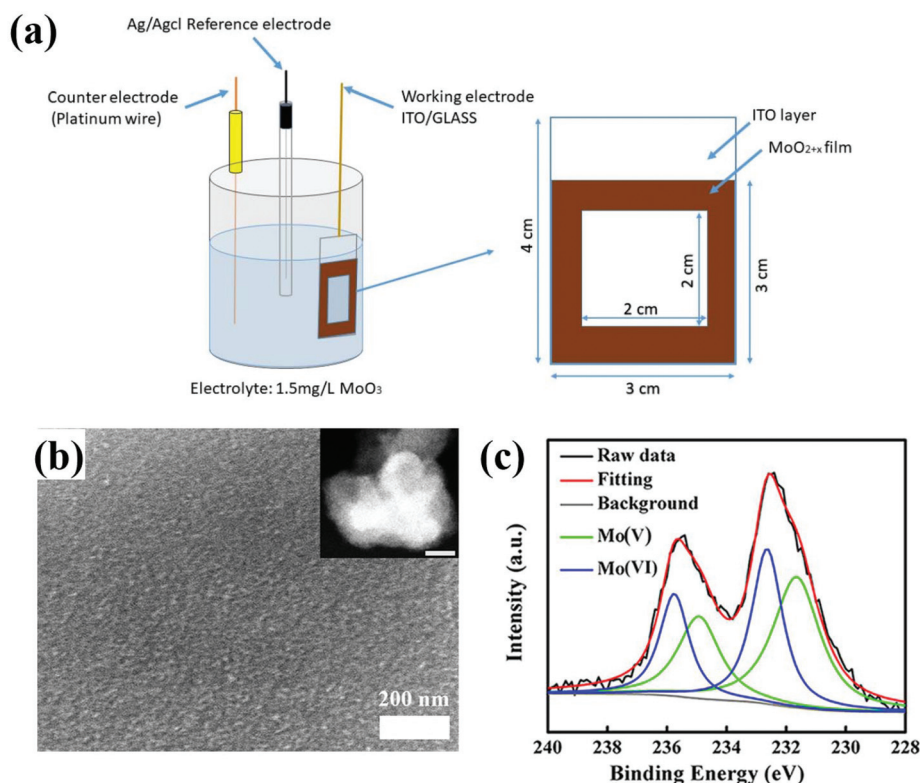 (a)
Ag/Agcl Reference electrode
Counter electrode
(Platinum wire)
Working electrode
ITO/GLASS
Electrolyte: 1.5mg/L MoO₃
ITO layer
MoO₂₊ₓ film
4 cm
2 cm
2 cm
3 cm
3 cm
(b)
200 nm
(c)
Raw data
Fitting
Background
Mo(V)
Mo(VI)
Intensity (a.u.)
240 238 236 234 232 230 228
Binding Energy (eV)